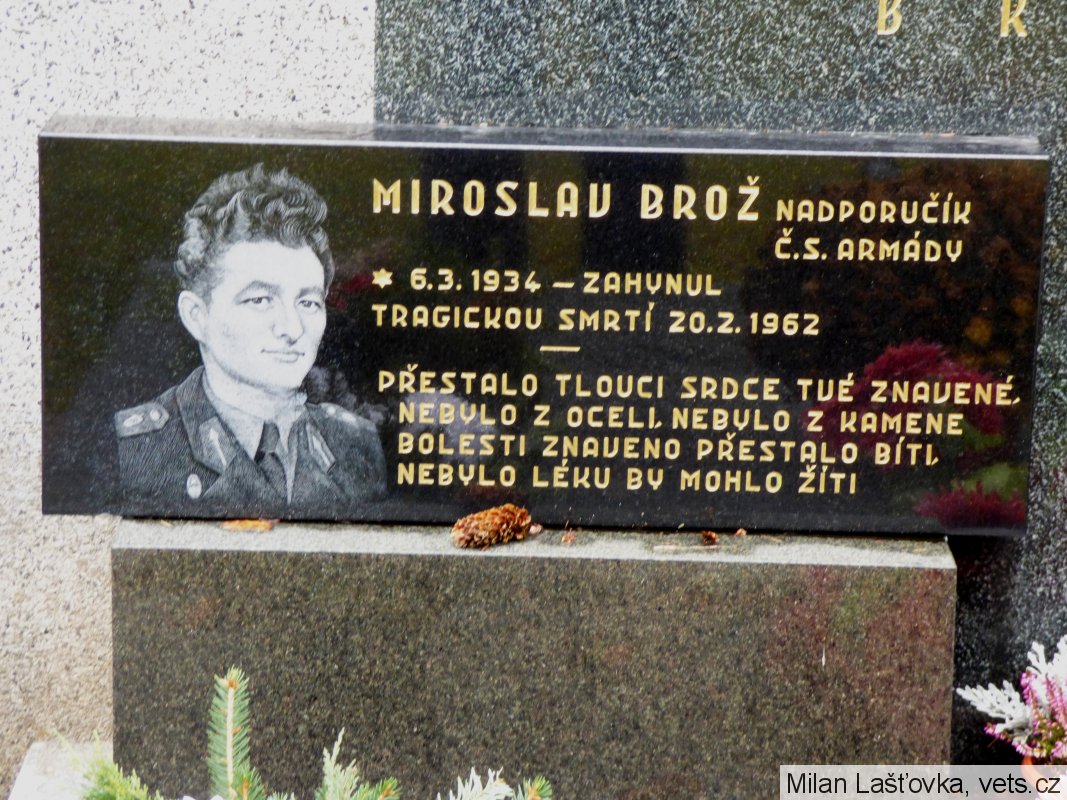 B K
MIROSLAV BROŽ NADPORUČÍK
Č.S. ARMÁDY
* 6.3.1934 – ZAHYNUL
TRAGICKOU SMRTÍ 20.2.1962
PŘESTALO TLOUCI SRDCE TVÉ ZNAVENÉ,
NEBYLO Z OCELI, NEBYLO Z KAMENE
BOLESTI ZNAVENO PŘESTALO BÍTI,
NEBYLO LÉKU BY MOHLO ŽÍTI
Milan Lašťovka, vets.cz